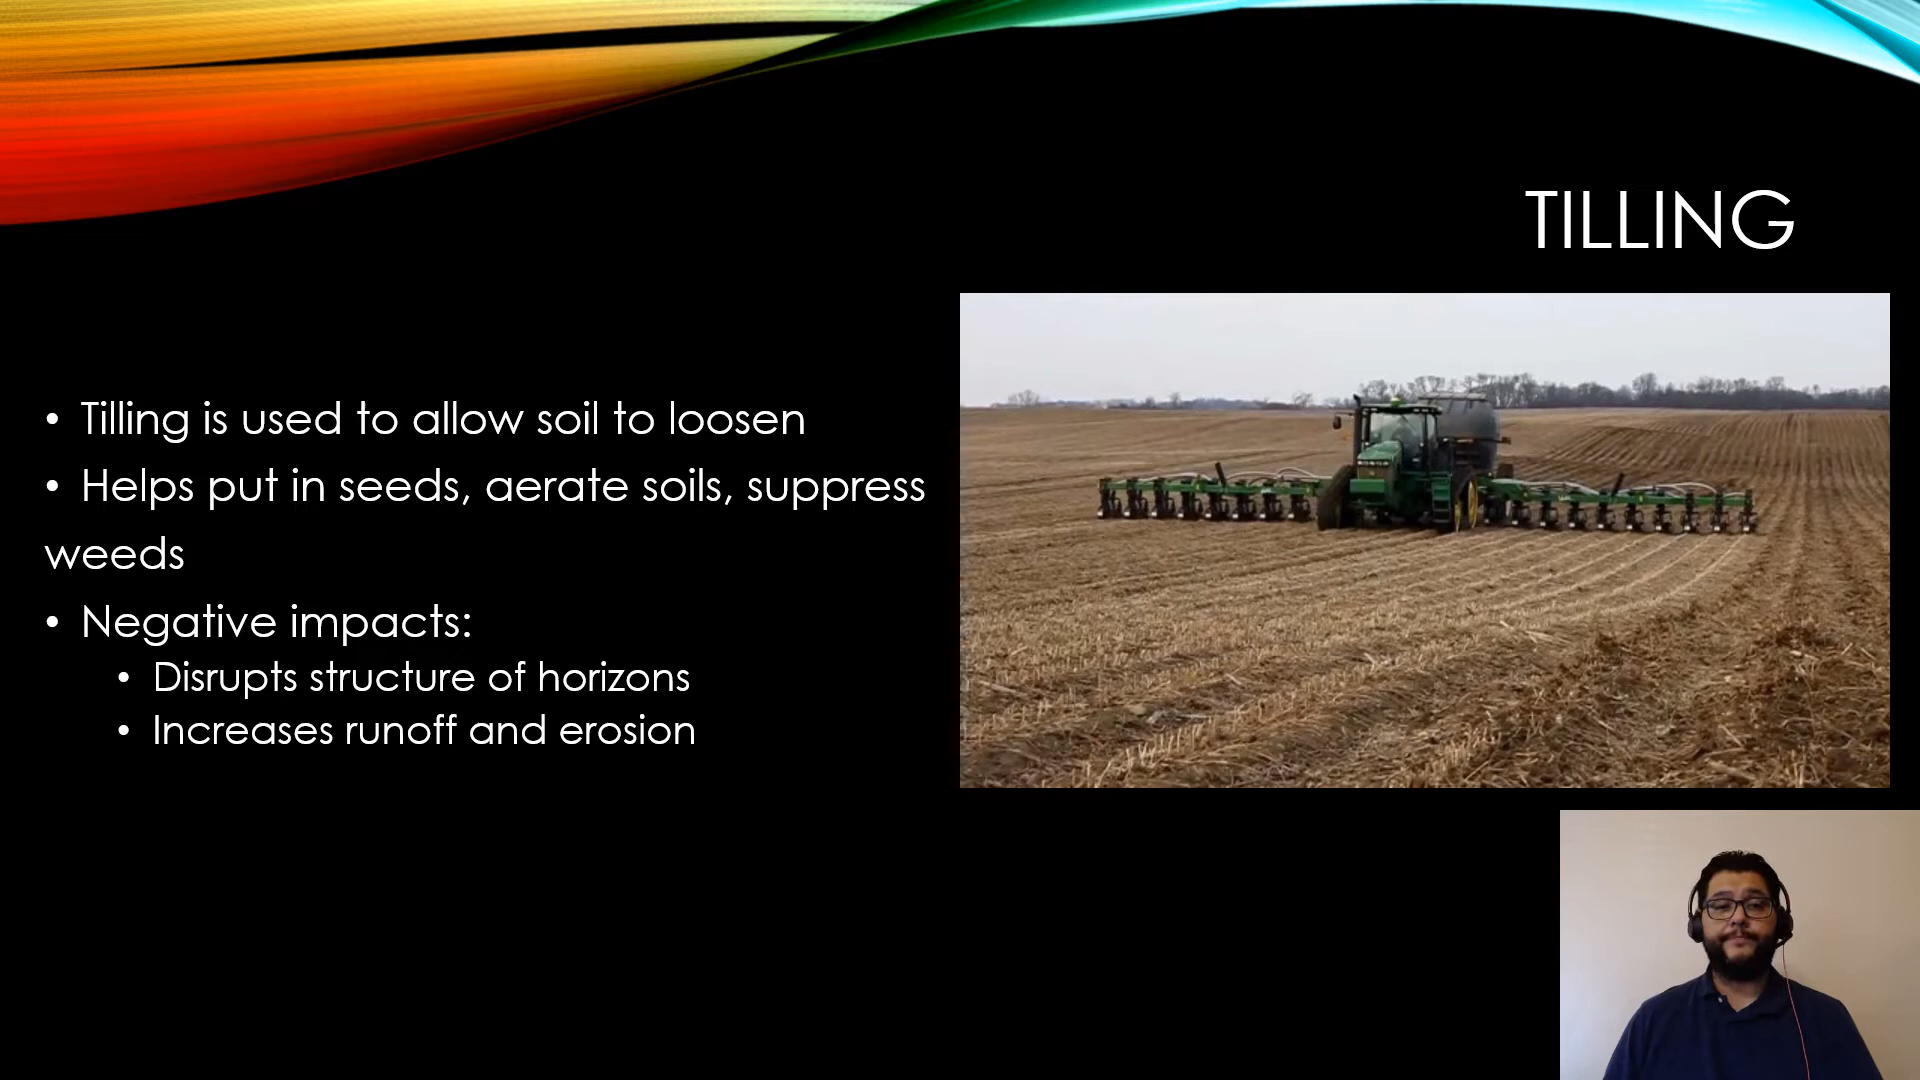 TILLING
• Tilling is used to allow soil to loosen
• Helps put in seeds, aerate soils, suppress
weeds
• Negative impacts:
• Disrupts structure of horizons
• Increases runoff and erosion